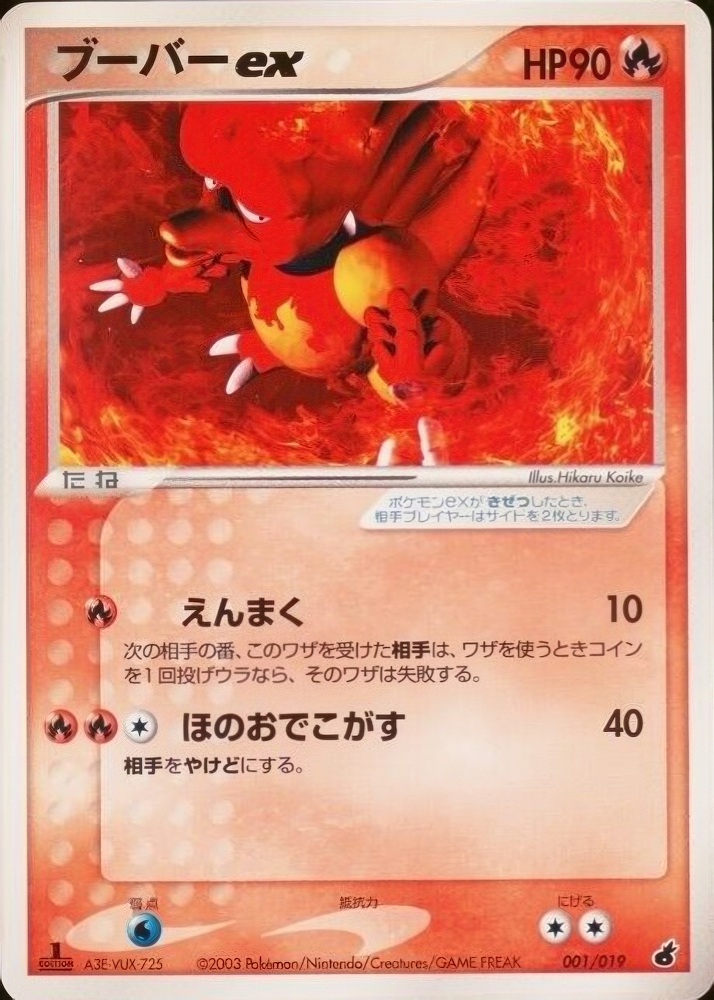 ブーバーex HP90
たね Illus.Hikaru Koike
ポケモンexが きぜつしたとき、
相手プレイヤーはサイドを2枚とります。
えんまく 10
次の相手の番、このワザを受けた相手は、ワザを使うときコイン
を1回投げウラなら、そのワザは失敗する。
ほのおでこがす 40
相手をやけどにする。
弱点 抵抗力 にげる
1 EDITION A3E-VUX-725 ©2003 Pokémon/Nintendo/Creatures/GAME FREAK 001/019